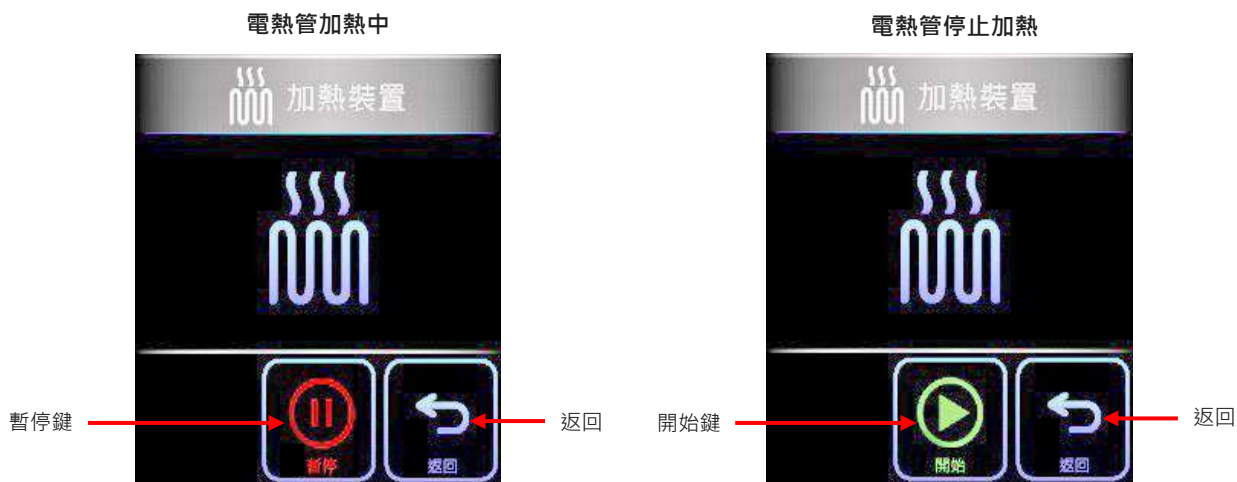 電熱管加熱中
加熱裝置
暫停鍵
暫停
返回
返回
電熱管停止加熱
加熱裝置
開始鍵
開始
返回
返回